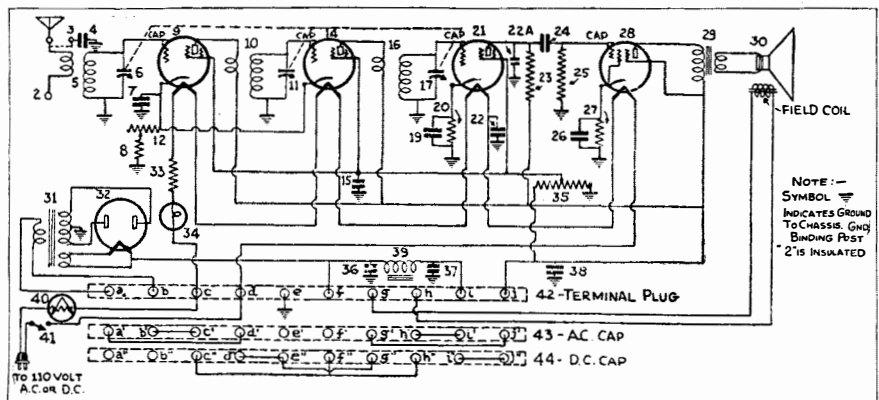 3 4 CAP 9 CAP 14 CAP 21 22A 24 CAP 28 29 30
5 6 10 11 16 17 23 25
2 7 12 19 20 22 26 27
8 33 15 35
FIELD COIL
NOTE:-
SYMBOL
INDICATES GROUND
TO CHASSIS. GND
BINDING POST
"2" IS INSULATED
31 32 34 36 39 37 38
a b c d e f g h i j 42-TERMINAL PLUG
40
41
a' b' c' d' e' f' g' h' i' j' 43-A.C. CAP
a" b" c" d" e" f" g" h" i" j" 44-D.C. CAP
TO 110 VOLT
A.C. OR D.C.